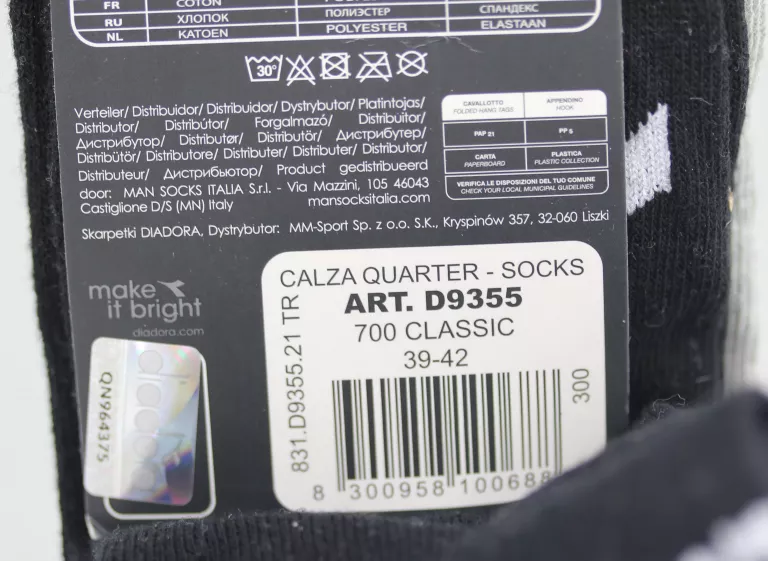 FR COTON
RU ХЛОПОК ПОЛИЭСТЕР СПАНДЕКС
NL KATOEN POLYESTER ELASTAAN
30°
CAVALLOTTO APPENDINO
FOLDED HANG TAGS HOOK
PAP 21 PP 5
CARTA PLASTICA
PAPERBOARD PLASTIC COLLECTION
VERIFICA LE DISPOSIZIONI DEL TUO COMUNE
CHECK YOUR LOCAL MUNICIPAL GUIDELINES
Verteiler/ Distribuidor/ Distribuidor/ Dystrybutor/ Platintojas/
Distributor/ Distribútor/ Forgalmazó/ Distribuitor/
Дистрибутор/ Distributør/ Distributör/ Дистрибутер/
Distribütör/ Distributore/ Distributer/ Distributer/ Distributor/
Distributeur/ Дистрибьютор/ Product gedistribueerd
door: MAN SOCKS ITALIA S.r.l. - Via Mazzini, 105 46043
Castiglione D/S (MN) Italy mansocksitalia.com
Skarpetki DIADORA, Dystrybutor: MM-Sport Sp. z o.o. S.K., Kryspinów 357, 32-060 Liszki
make
it bright
diadora.com
QN964375
CALZA QUARTER - SOCKS
ART. D9355
700 CLASSIC
39-42
831.D9355.21 TR
300
8 300958 100688